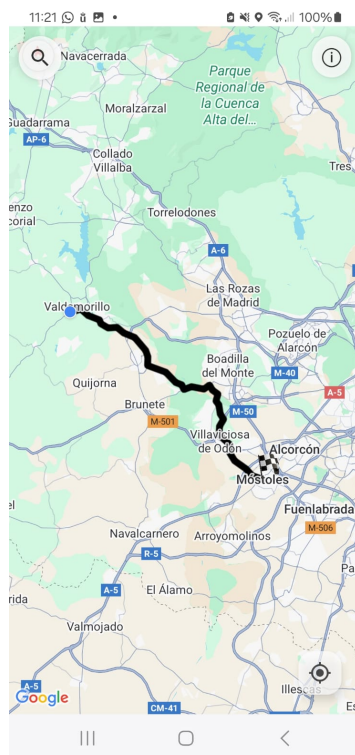 11:21
100%
Navacerrada
Parque
Regional de
la Cuenca
Alta del...
Moralzarzal
Guadarrama
AP-6
Collado
Villalba
Tres
enzo
corial
Torrelodones
A-6
Las Rozas
de Madrid
Valdemorillo
Pozuelo de
Alarcón
Boadilla
del Monte
M-40
Quijorna
A-5
Brunete
M-50
M-501
Villaviciosa
de Odón
Alcorcón
Móstoles
Fuenlabrada
M-506
Navalcarnero
Arroyomolinos
R-5
Pa
A-5
El Álamo
rida
Valmojado
A-5
Google
Illescas
CM-41
Es